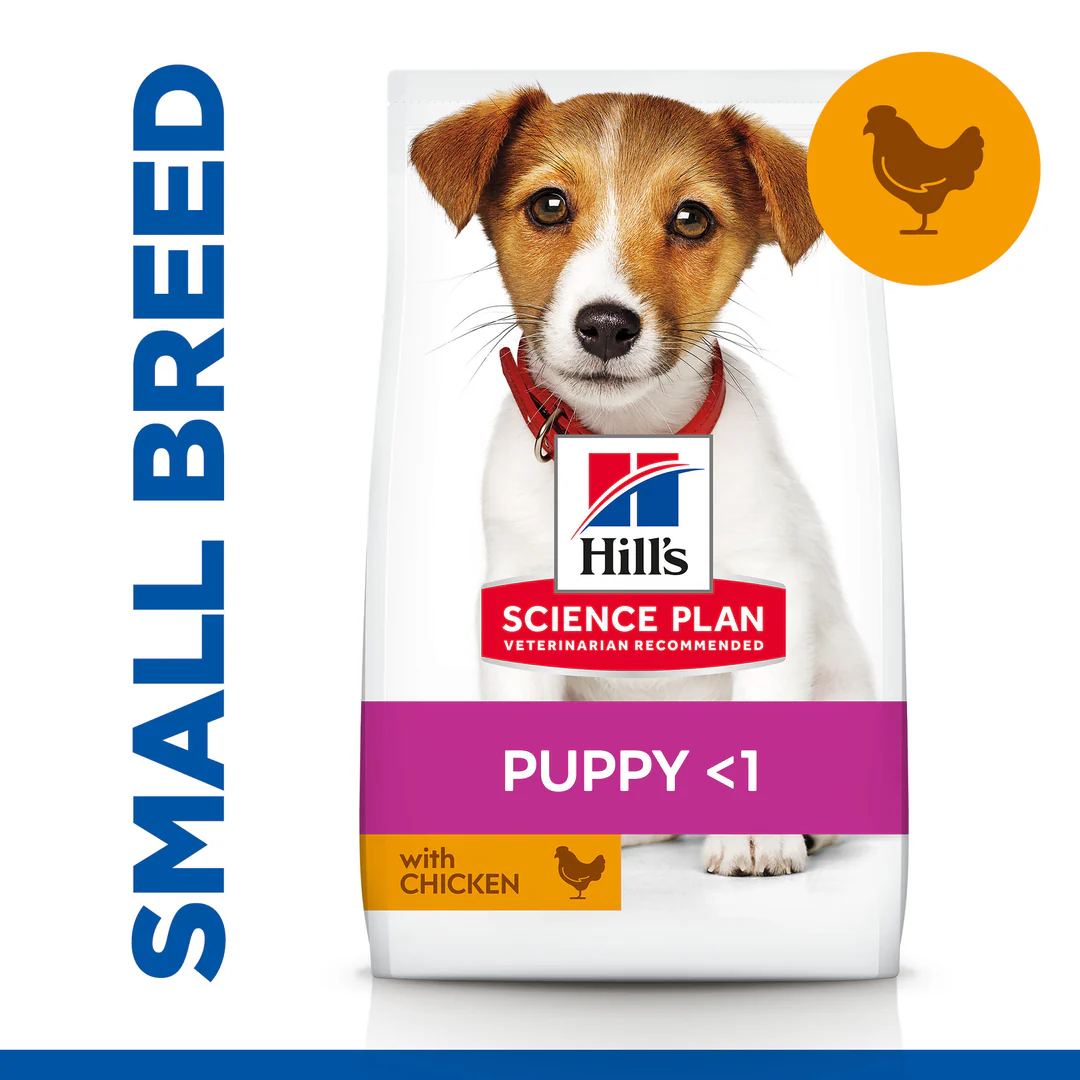 SMALL BREED
Hill's
SCIENCE PLAN
VETERINARIAN RECOMMENDED
PUPPY <1
with
CHICKEN